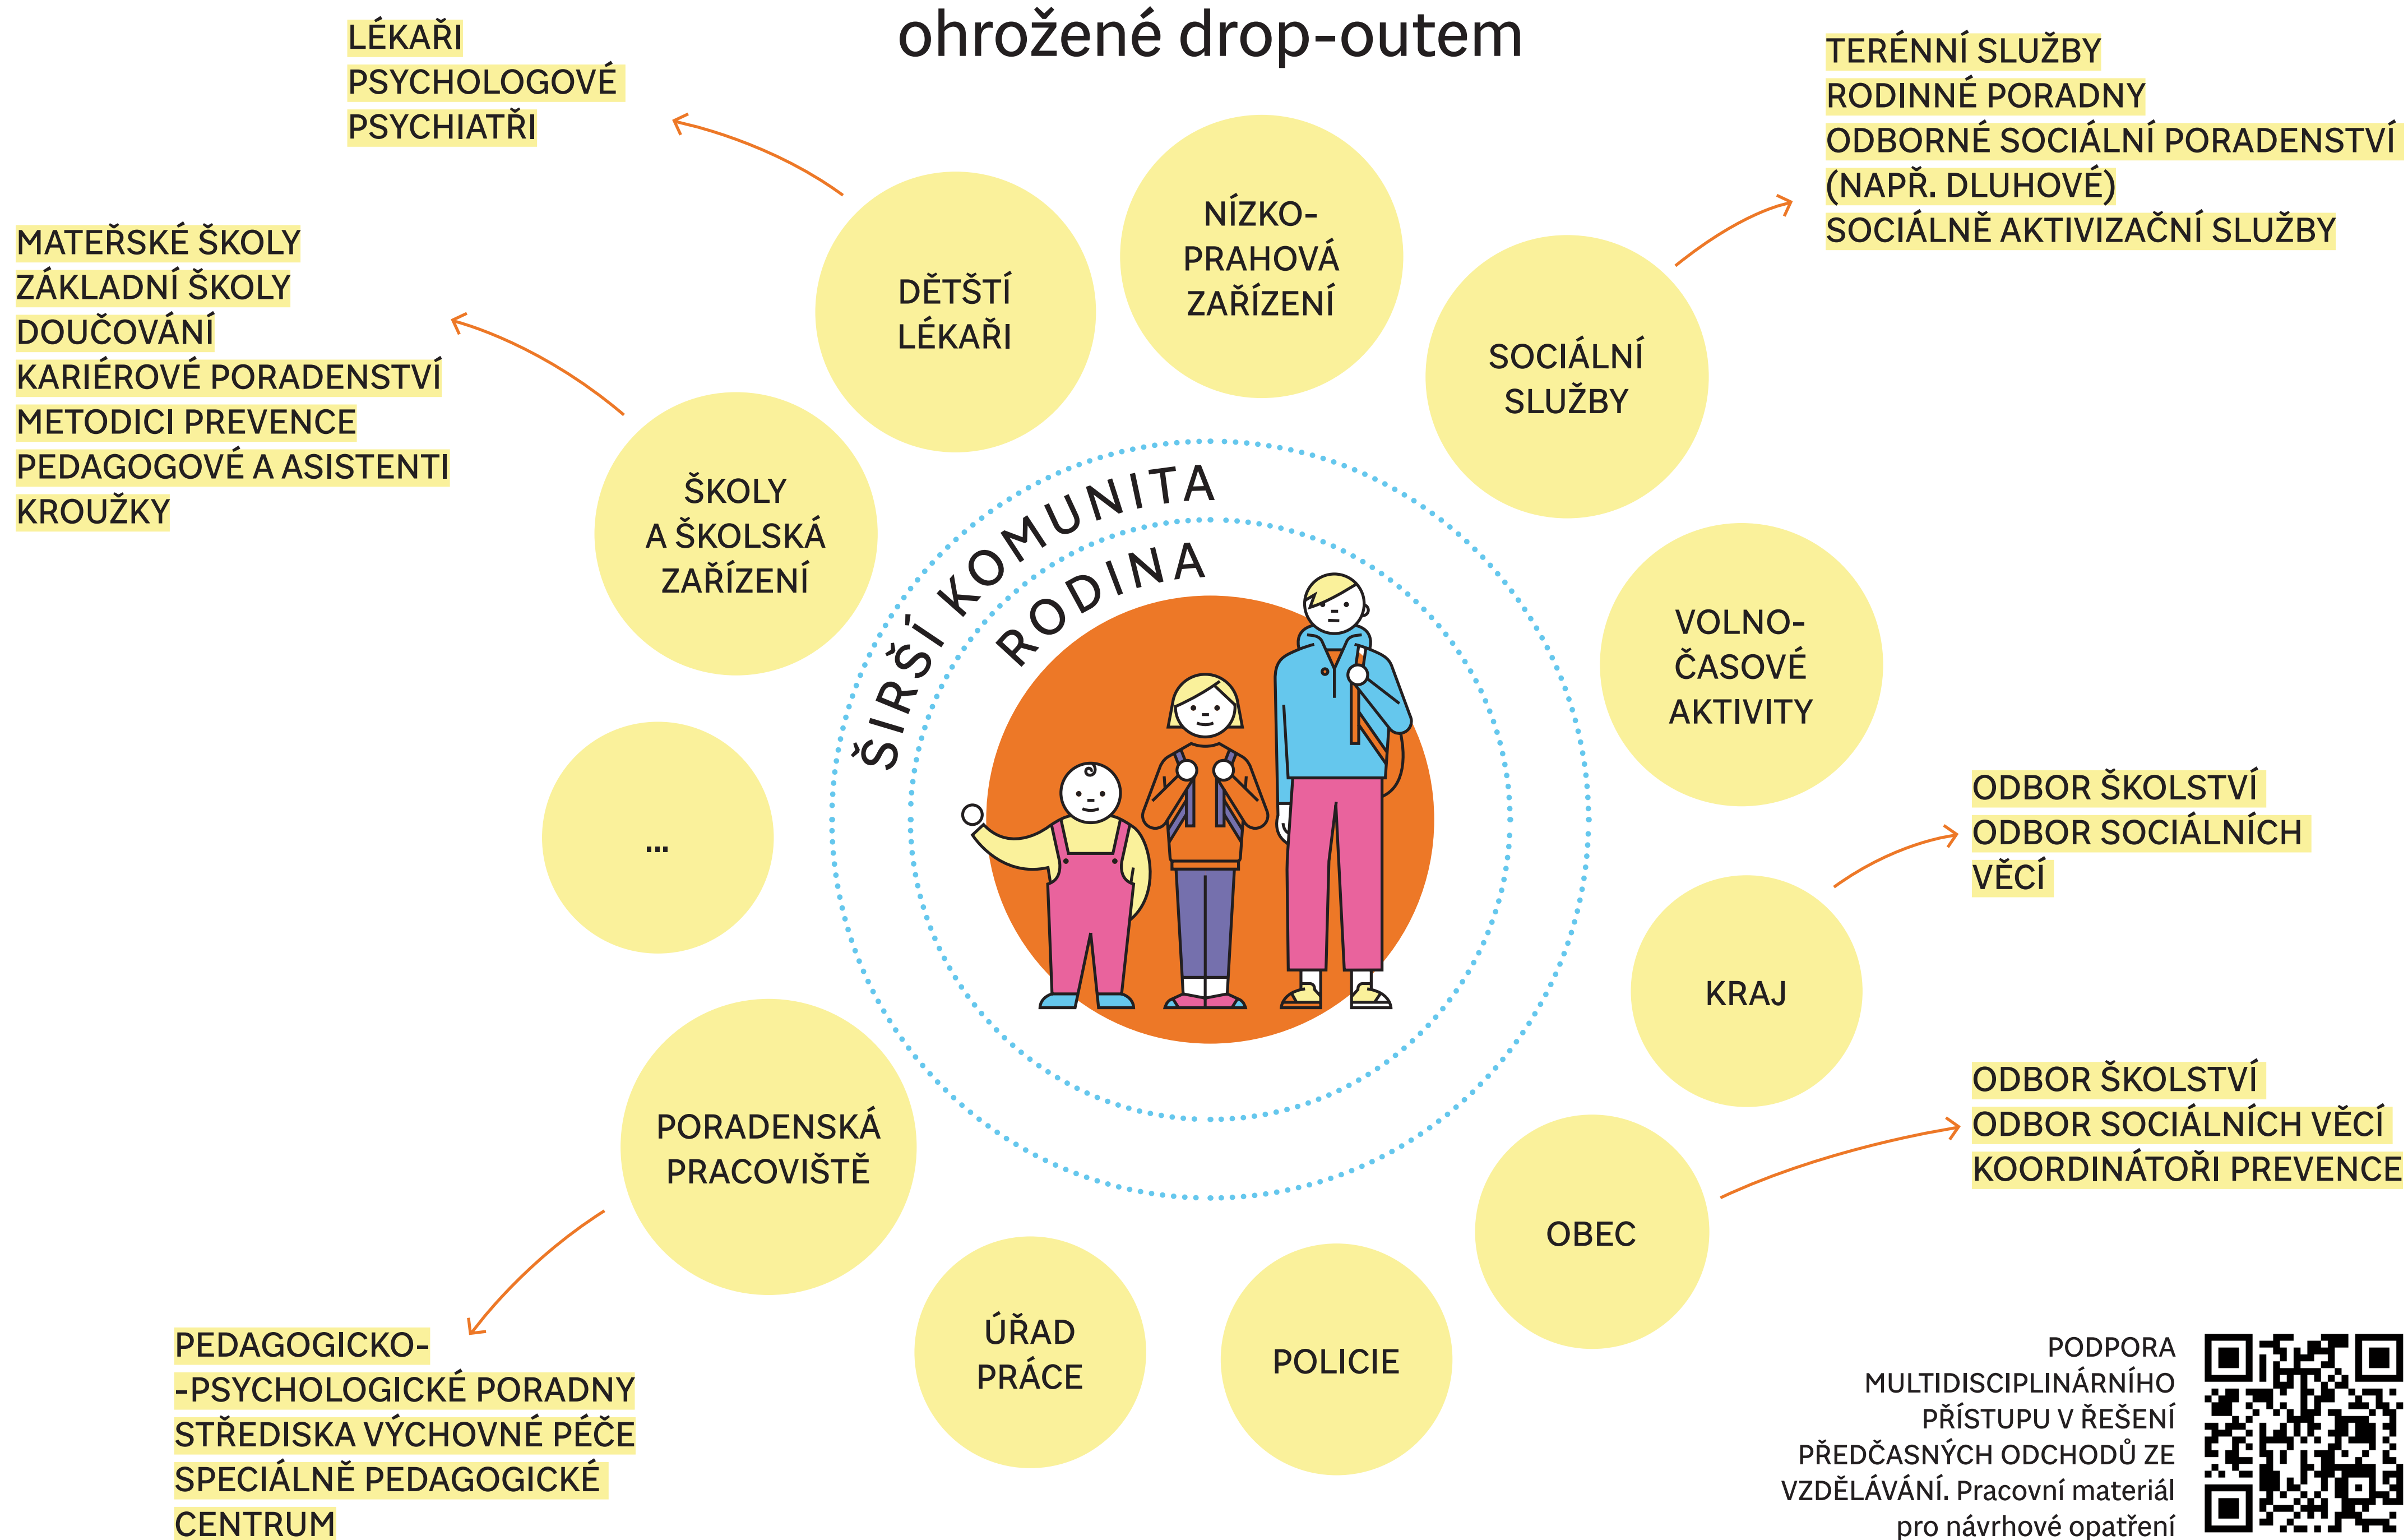 ohrožené drop-outem
LÉKAŘI
PSYCHOLOGOVÉ
PSYCHIATŘI
TERÉNNÍ SLUŽBY
RODINNÉ PORADNY
ODBORNÉ SOCIÁLNÍ PORADENSTVÍ
(NAPŘ. DLUHOVÉ)
SOCIÁLNĚ AKTIVIZAČNÍ SLUŽBY
MATEŘSKÉ ŠKOLY
ZÁKLADNÍ ŠKOLY
DOUČOVÁNÍ
KARIÉROVÉ PORADENSTVÍ
METODICI PREVENCE
PEDAGOGOVÉ A ASISTENTI
KROUŽKY
DĚTŠTÍ
LÉKAŘI
NÍZKO-
PRAHOVÁ
ZAŘÍZENÍ
SOCIÁLNÍ
SLUŽBY
ŠKOLY
A ŠKOLSKÁ
ZAŘÍZENÍ
ŠIRŠÍ KOMUNITA
RODINA
VOLNO-
ČASOVÉ
AKTIVITY
...
ODBOR ŠKOLSTVÍ
ODBOR SOCIÁLNÍCH
VĚCÍ
KRAJ
PORADENSKÁ
PRACOVIŠTĚ
ODBOR ŠKOLSTVÍ
ODBOR SOCIÁLNÍCH VĚCÍ
KOORDINÁTOŘI PREVENCE
OBEC
ÚŘAD
PRÁCE
POLICIE
PEDAGOGICKO-
-PSYCHOLOGICKÉ PORADNY
STŘEDISKA VÝCHOVNÉ PÉČE
SPECIÁLNĚ PEDAGOGICKÉ
CENTRUM
PODPORA
MULTIDISCIPLINÁRNÍHO
PŘÍSTUPU V ŘEŠENÍ
PŘEDČASNÝCH ODCHODŮ ZE
VZDĚLÁVÁNÍ. Pracovní materiál
pro návrhové opatření